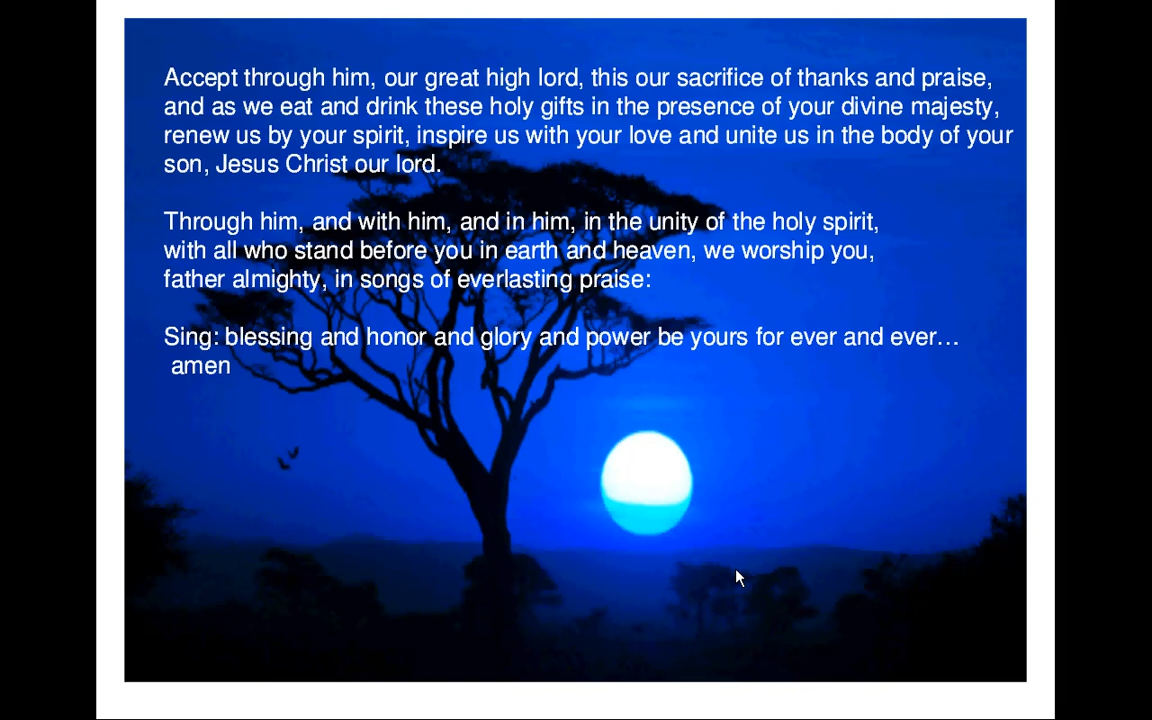 Accept through him, our great high lord, this our sacrifice of thanks and praise,
and as we eat and drink these holy gifts in the presence of your divine majesty,
renew us by your spirit, inspire us with your love and unite us in the body of your
son, Jesus Christ our lord.
Through him, and with him, and in him, in the unity of the holy spirit,
with all who stand before you in earth and heaven, we worship you,
father almighty, in songs of everlasting praise:
Sing: blessing and honor and glory and power be yours for ever and ever…
amen